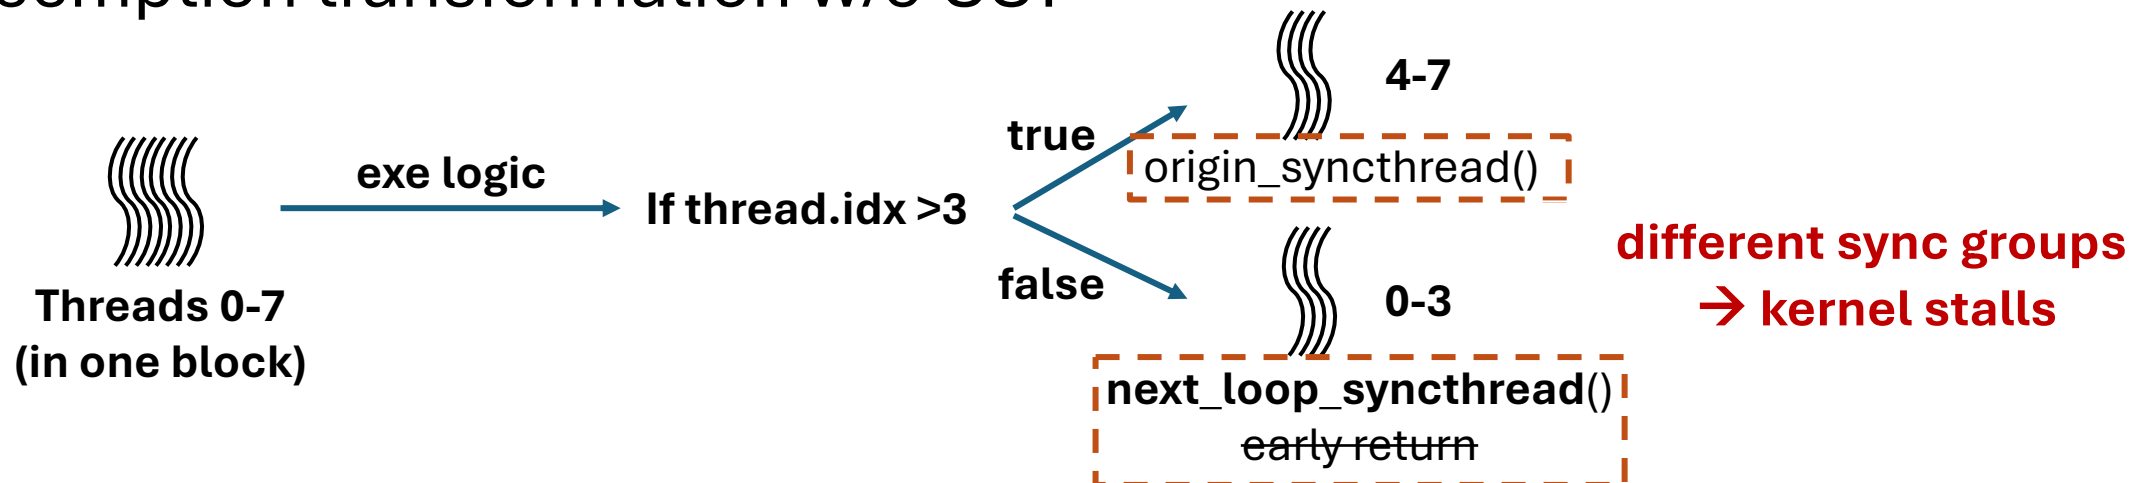 transformation w/o
exe logic
If thread.idx >3
Threads 0-7
(in one block)
true
4-7
origin_syncthread()
false
0-3
next_loop_syncthread()
early return
different sync groups
→ kernel stalls